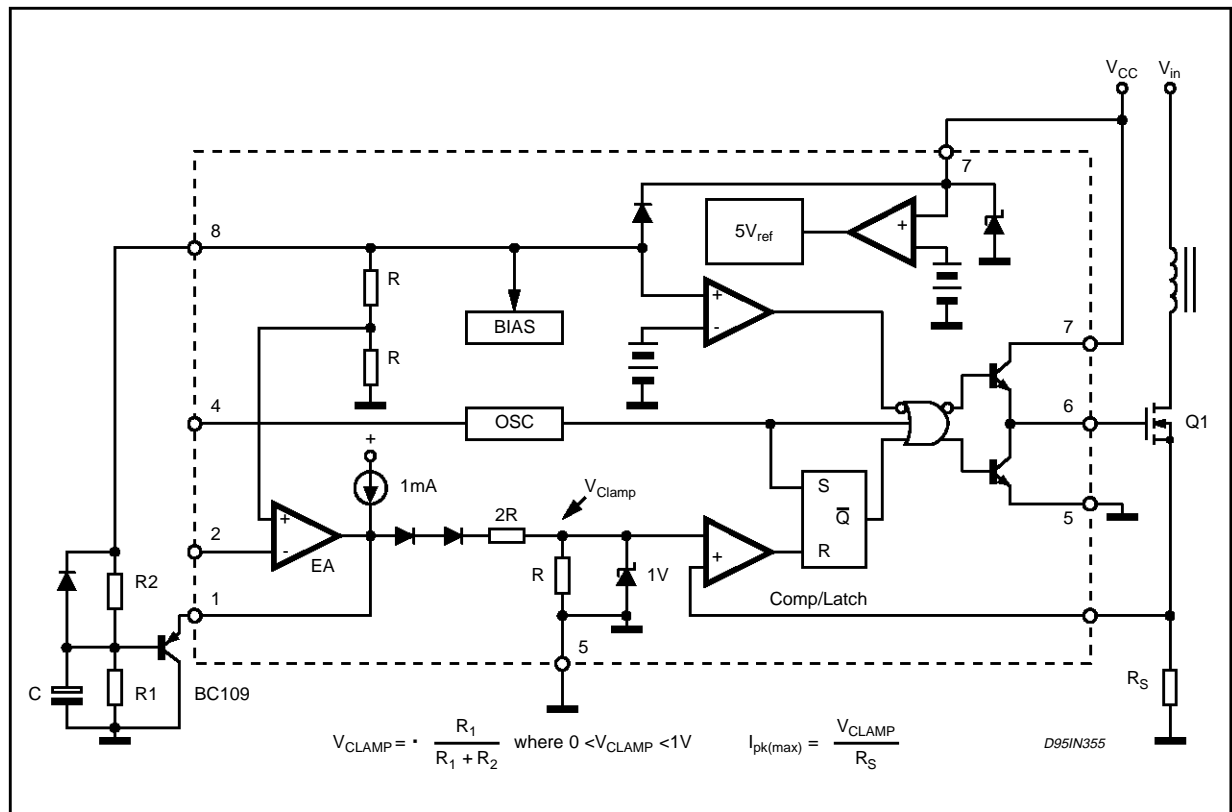 VCC
Vin
7
8
R
5Vref
+
BIAS
+
-
R
7
4
OSC
6
Q1
+
1mA
VClamp
S
2R
Q̅
5
2
+
-
EA
R
1V
+
R
R2
1
Comp/Latch
5
C
R1
BC109
RS
VCLAMP = · R1 / (R1 + R2) where 0 <VCLAMP <1V
Ipk(max) = VCLAMP / RS
D95IN355